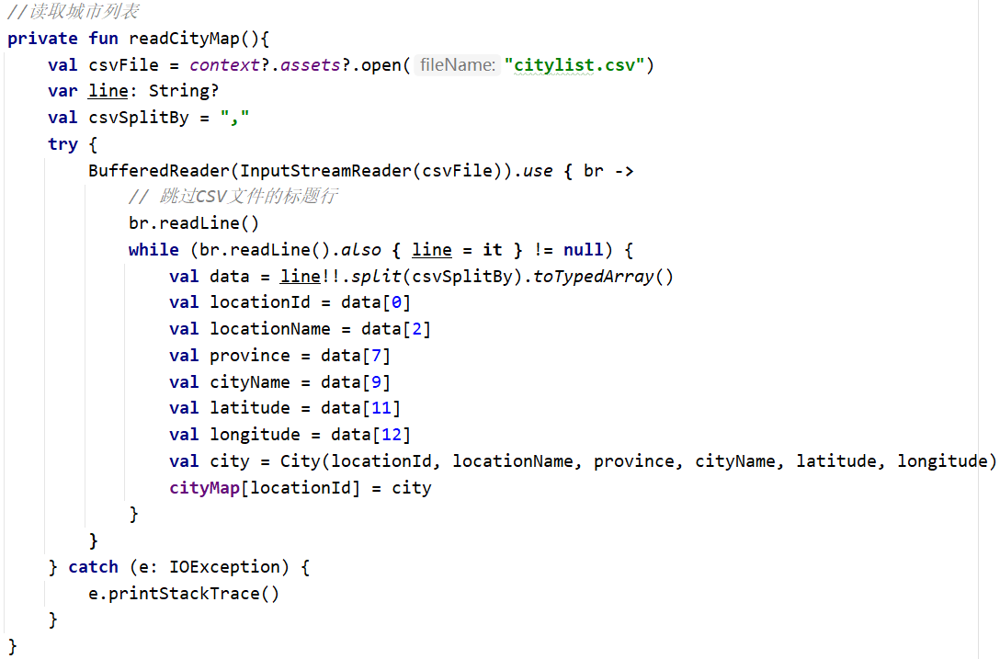 //读取城市列表
private fun readCityMap(){
    val csvFile = context?.assets?.open( fileName: "citylist.csv")
    var line: String?
    val csvSplitBy = ","
    try {
        BufferedReader(InputStreamReader(csvFile)).use { br ->
            // 跳过CSV文件的标题行
            br.readLine()
            while (br.readLine().also { line = it } != null) {
                val data = line!!.split(csvSplitBy).toTypedArray()
                val locationId = data[0]
                val locationName = data[2]
                val province = data[7]
                val cityName = data[9]
                val latitude = data[11]
                val longitude = data[12]
                val city = City(locationId, locationName, province, cityName, latitude, longitude)
                cityMap[locationId] = city
            }
        }
    } catch (e: IOException) {
        e.printStackTrace()
    }
}